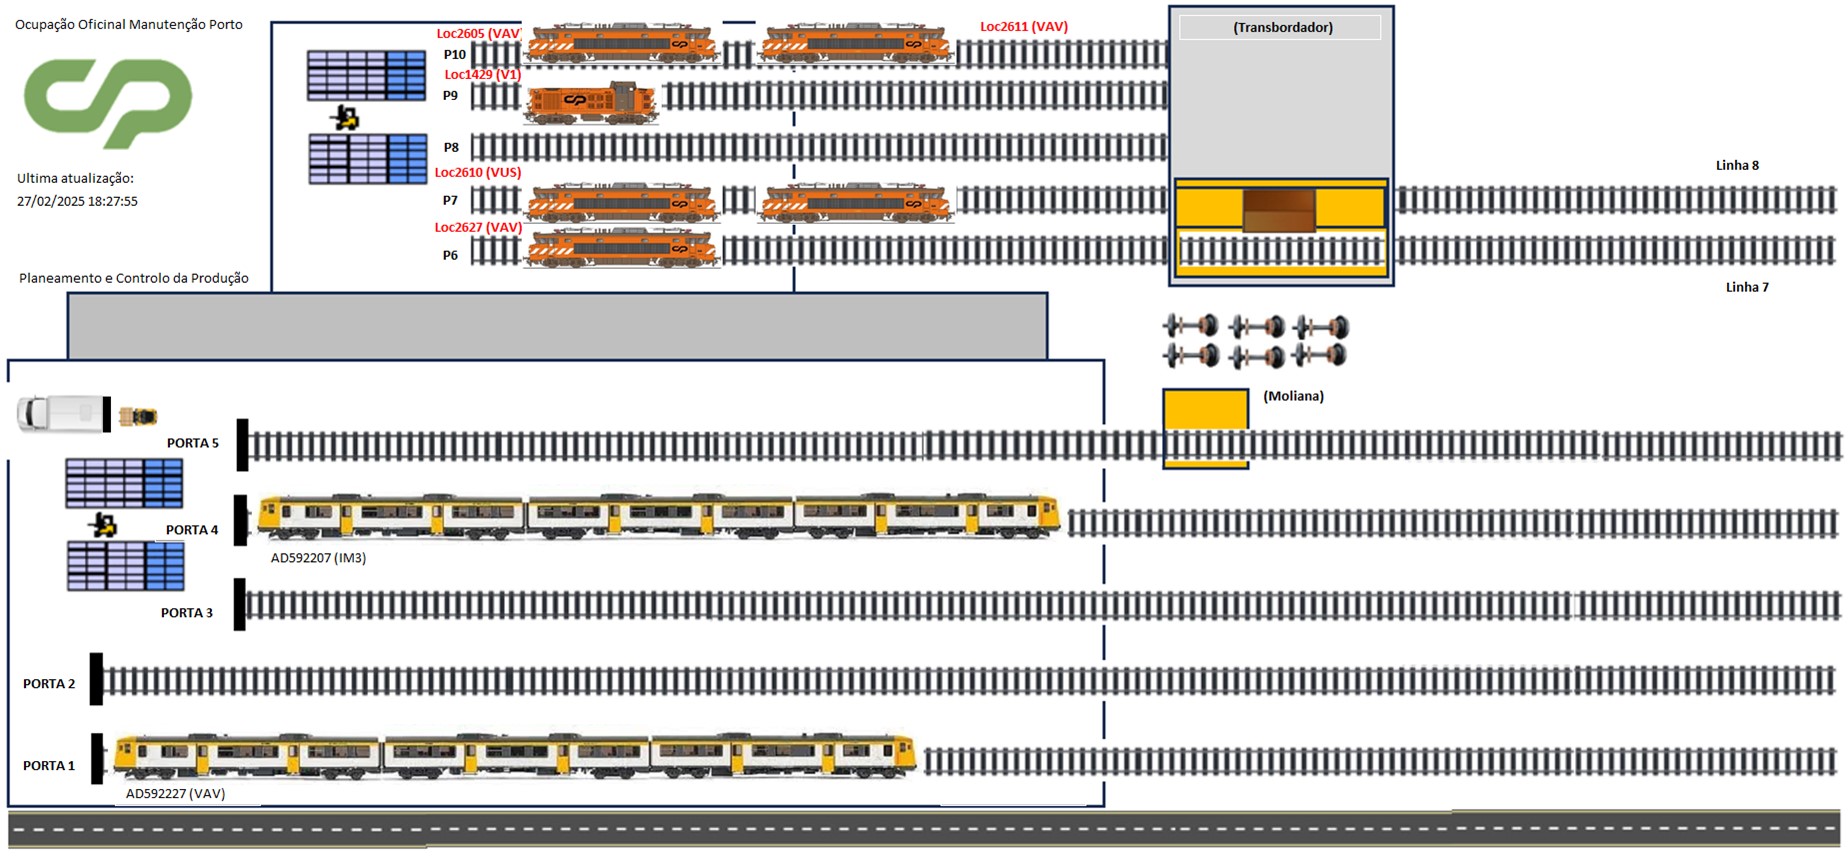 Ocupação Oficinal Manutenção Porto
CP
Ultima atualização:
27/02/2025 18:27:55
Planeamento e Controlo da Produção
Loc2605 (VAV)
Loc2611 (VAV)
P10
Loc1429 (V1)
P9
P8
Loc2610 (VUS)
P7
Loc2627 (VAV)
P6
(Transbordador)
Linha 8
Linha 7
(Moliana)
PORTA 5
PORTA 4
AD592207 (IM3)
PORTA 3
PORTA 2
PORTA 1
AD592227 (VAV)